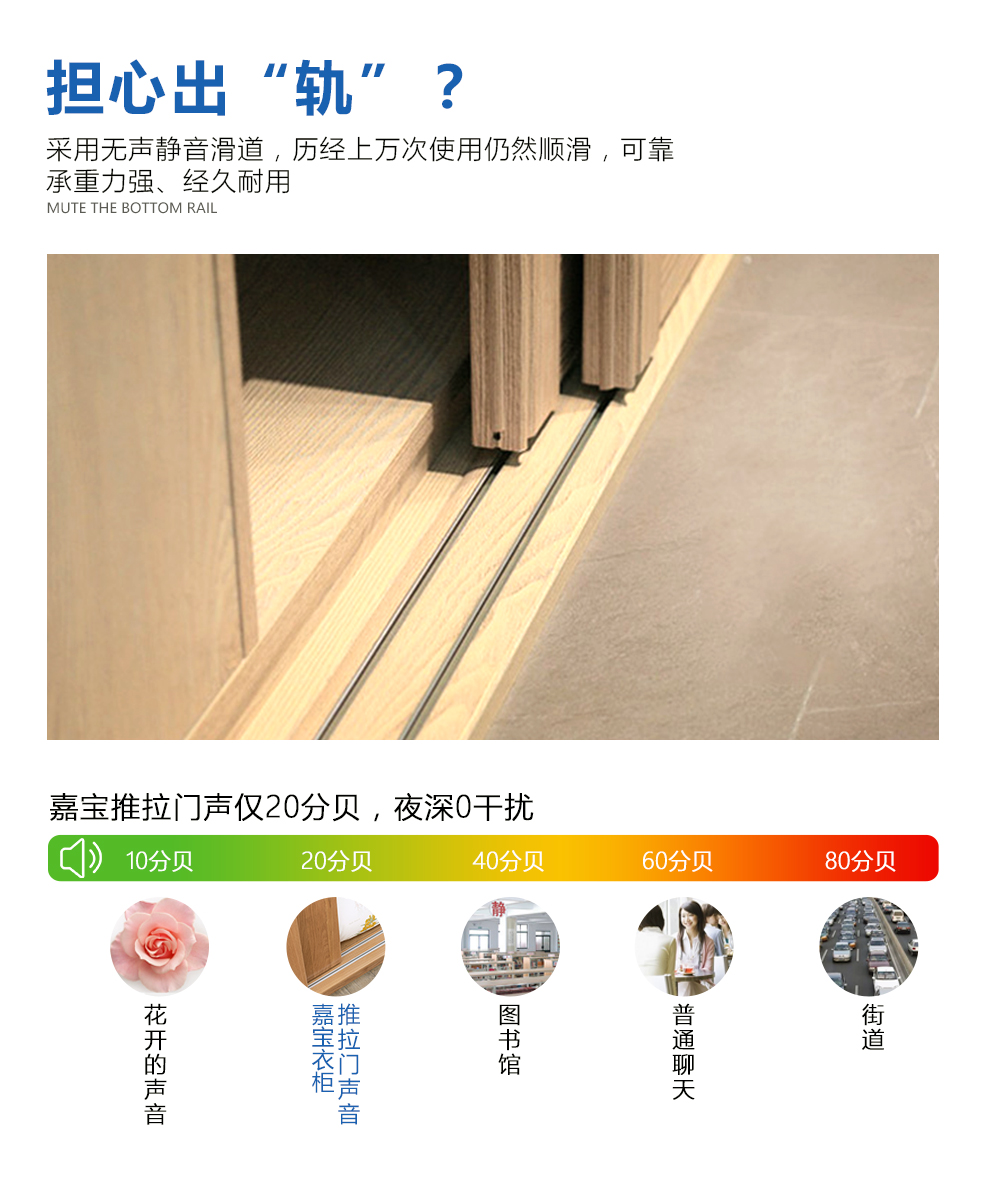 担心出“轨”？
采用无声静音滑道，历经上万次使用仍然顺滑，可靠
承重力强、经久耐用
MUTE THE BOTTOM RAIL
嘉宝推拉门声仅20分贝，夜深0干扰
10分贝
20分贝
40分贝
60分贝
80分贝
静
花开的声音
嘉宝衣柜
推拉门声音
图书馆
普通聊天
街道